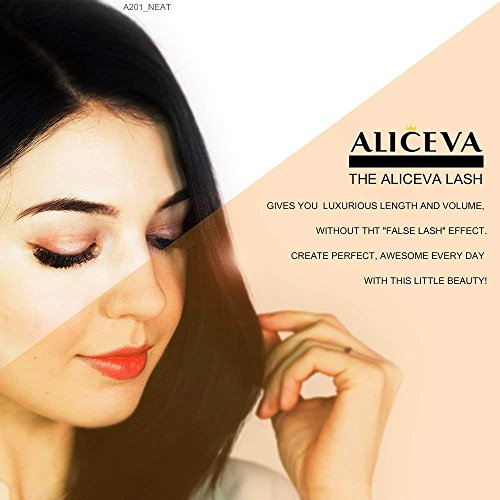 A201_NEAT
ALICEVA
THE ALICEVA LASH
GIVES YOU LUXURIOUS LENGTH AND VOLUME,
WITHOUT THT "FALSE LASH" EFFECT.
CREATE PERFECT, AWESOME EVERY DAY
WITH THIS LITTLE BEAUTY!